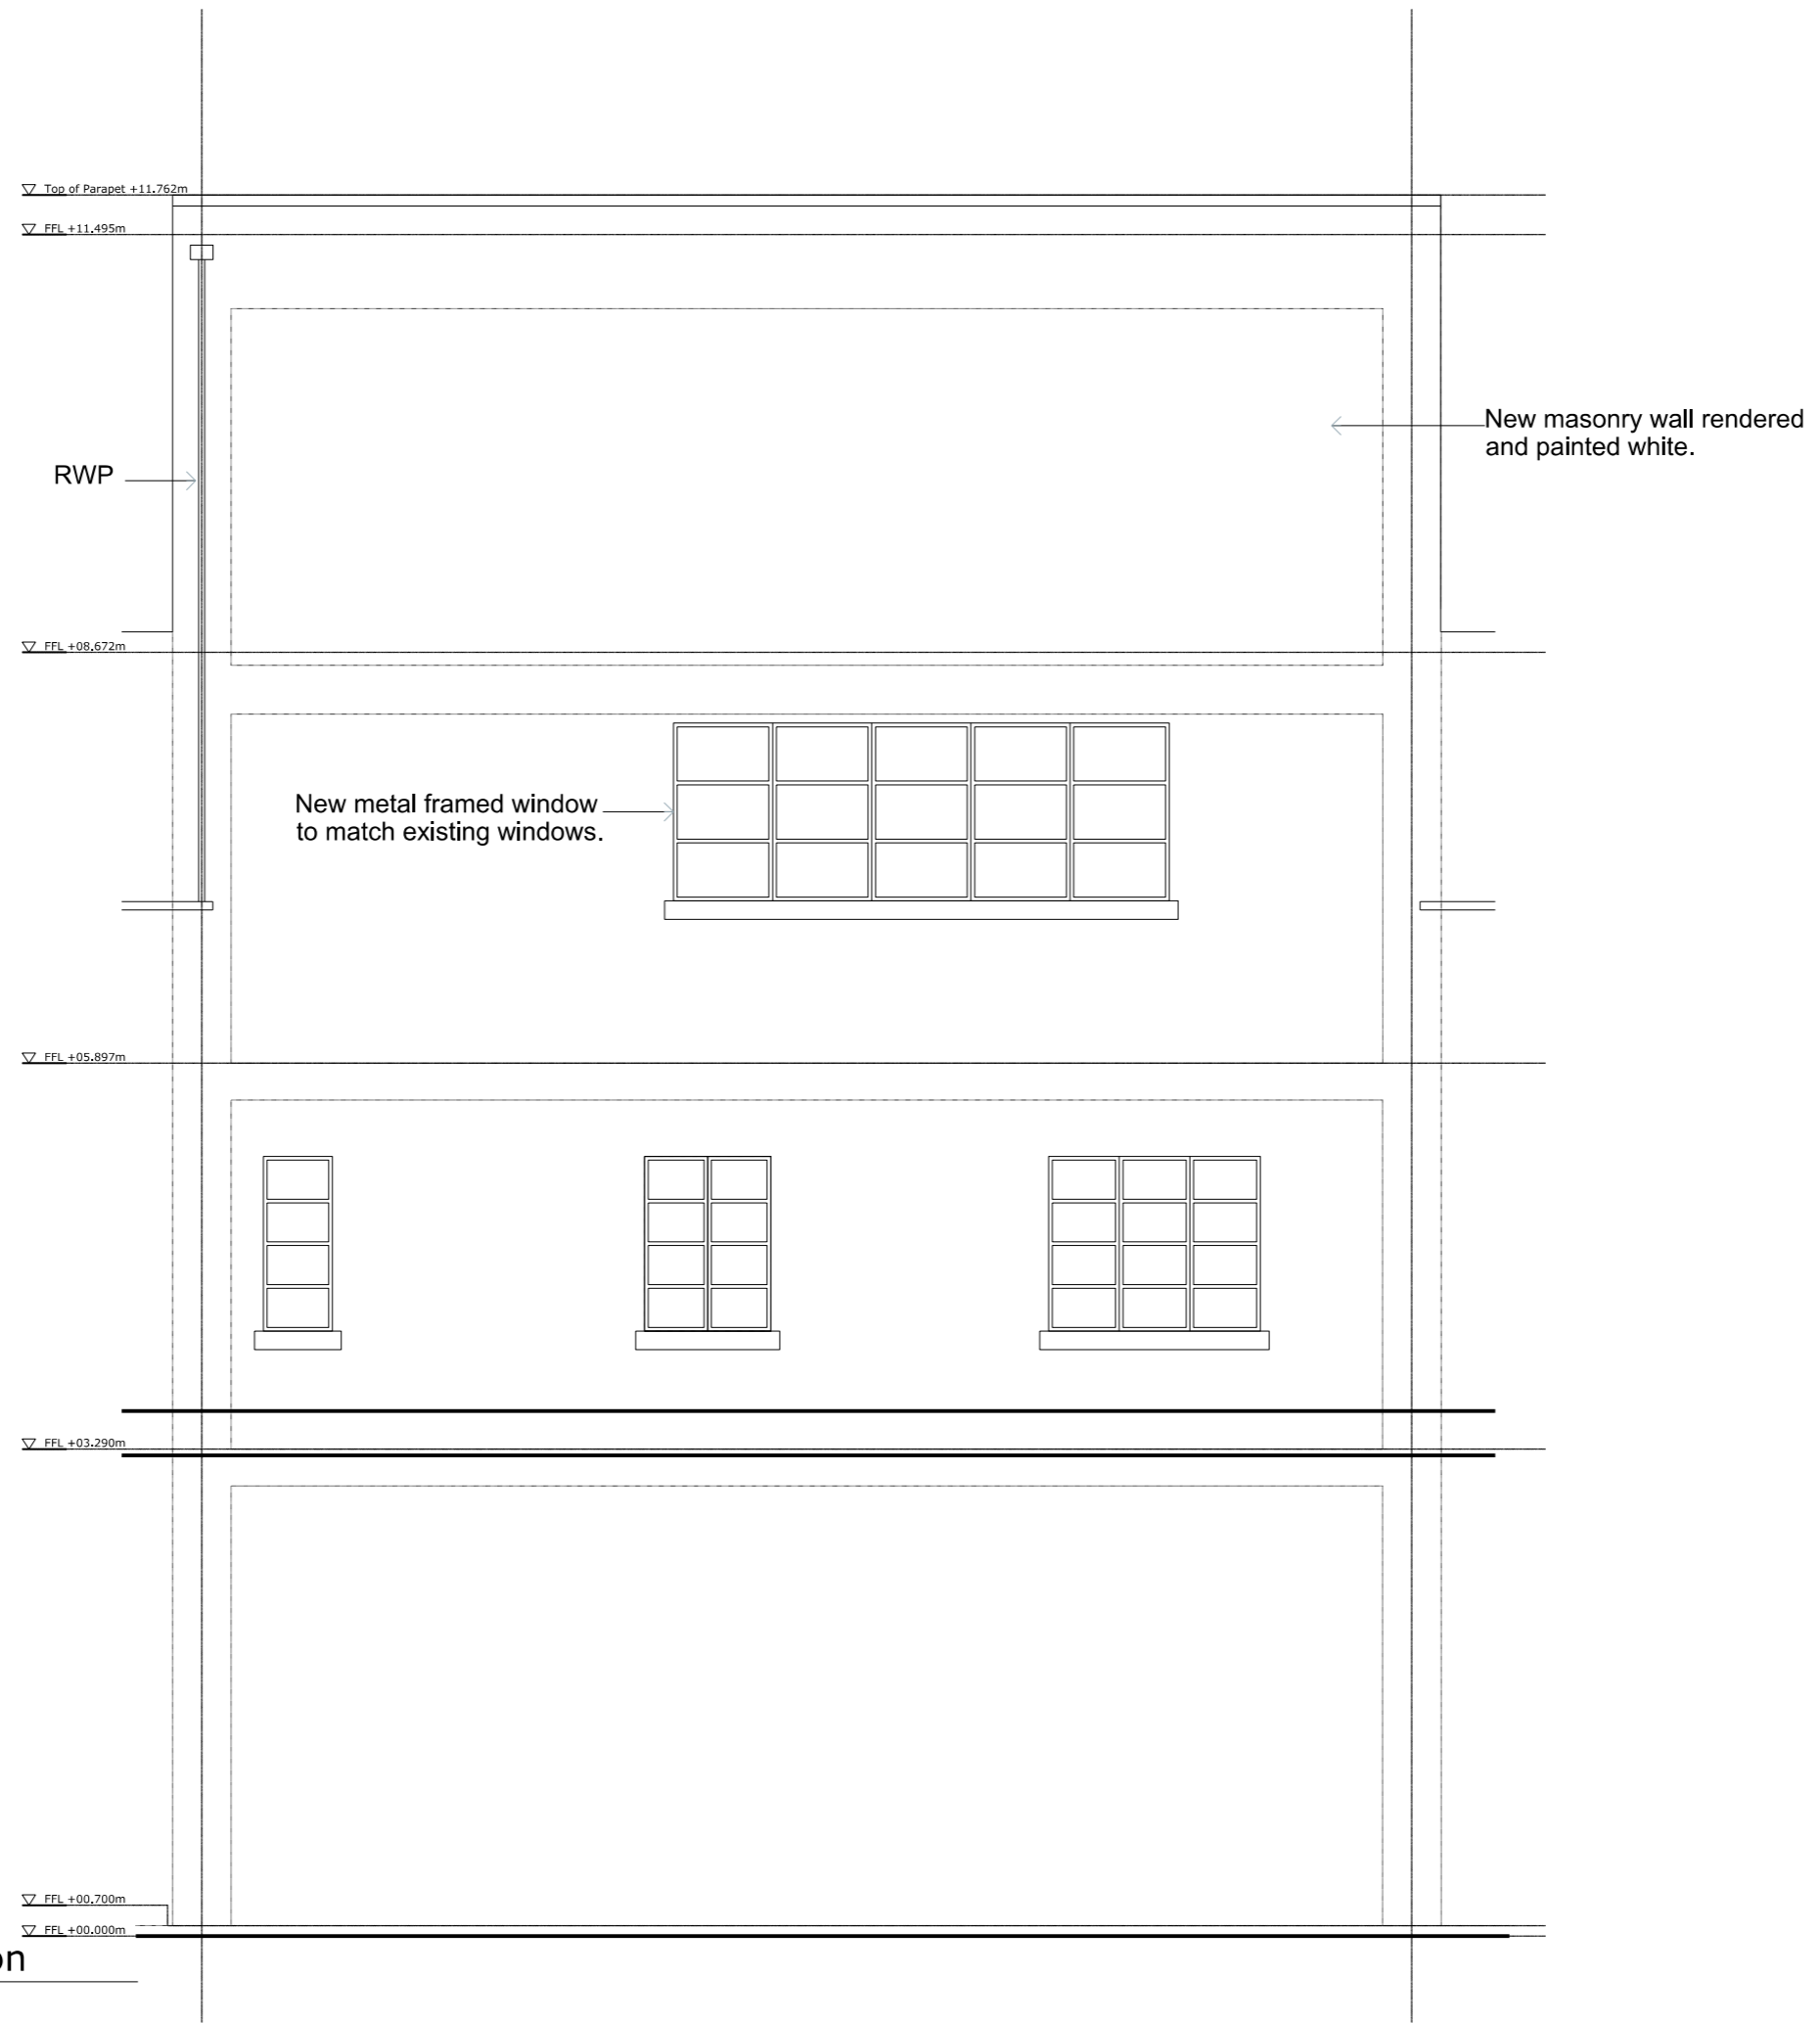 Top of Parapet +11.762m
FFL +11.495m
New masonry wall rendered
and painted white.
RWP
FFL +08.672m
New metal framed window
to match existing windows.
FFL +05.897m
FFL +03.290m
FFL +00.700m
FFL +00.000m